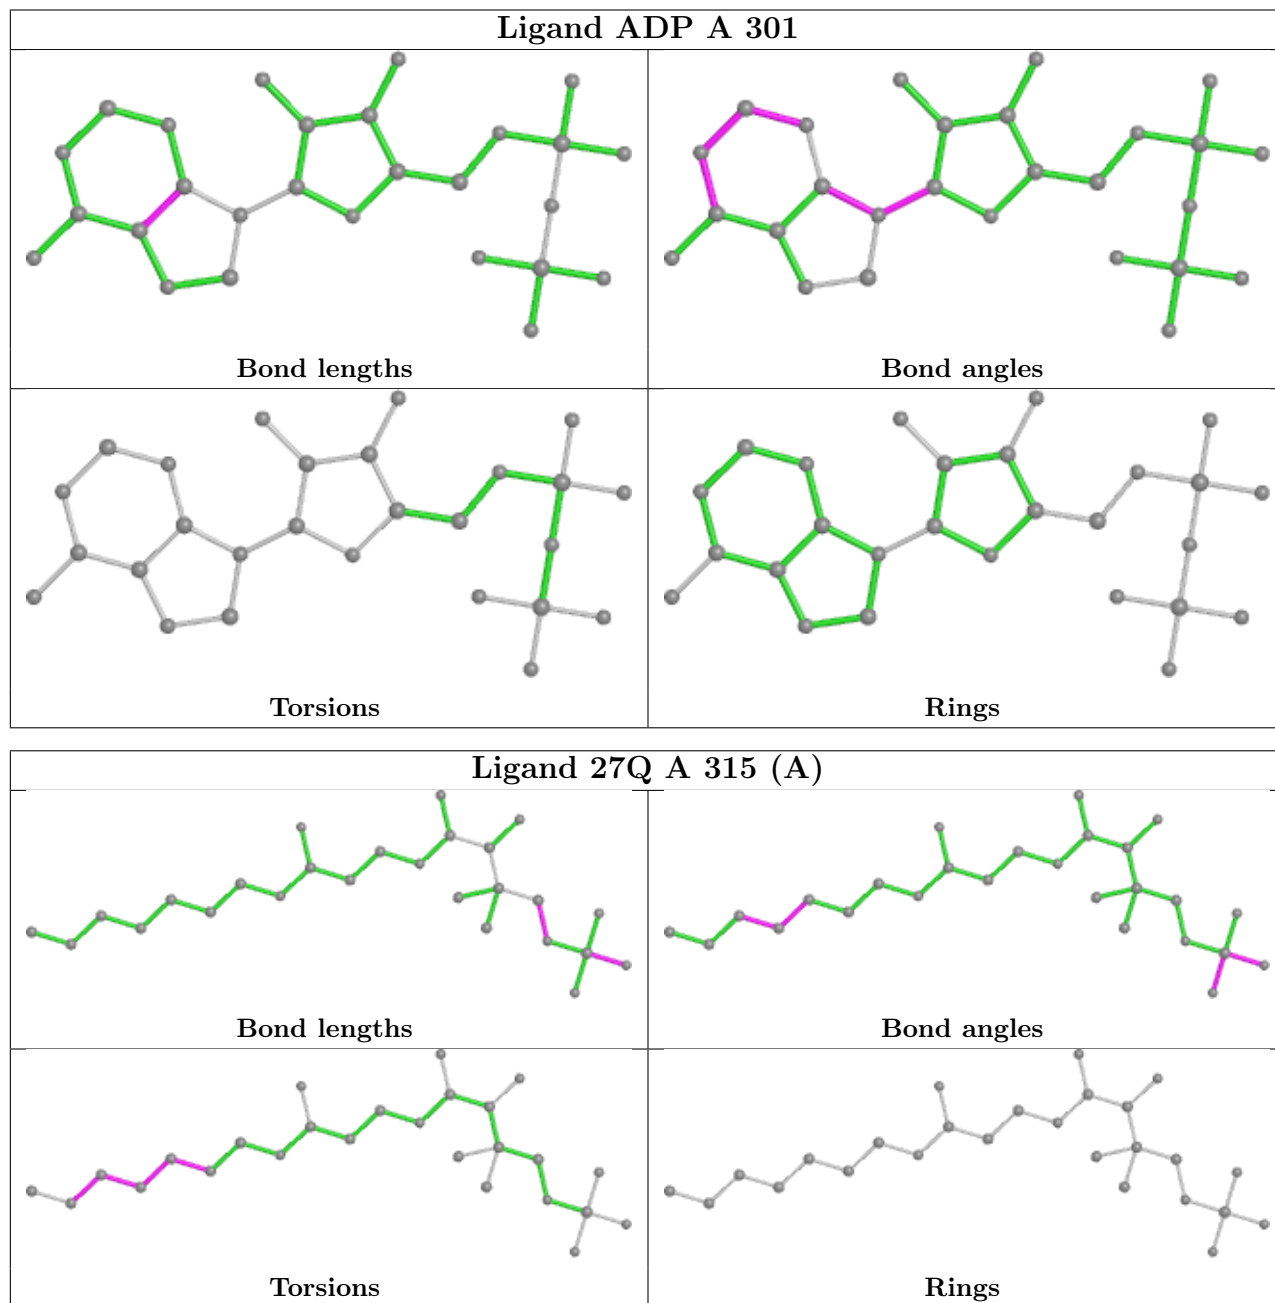 Ligand ADP A 301
Bond lengths
Bond angles
Torsions
Rings
Ligand 27Q A 315 (A)
Bond lengths
Bond angles
Torsions
Rings